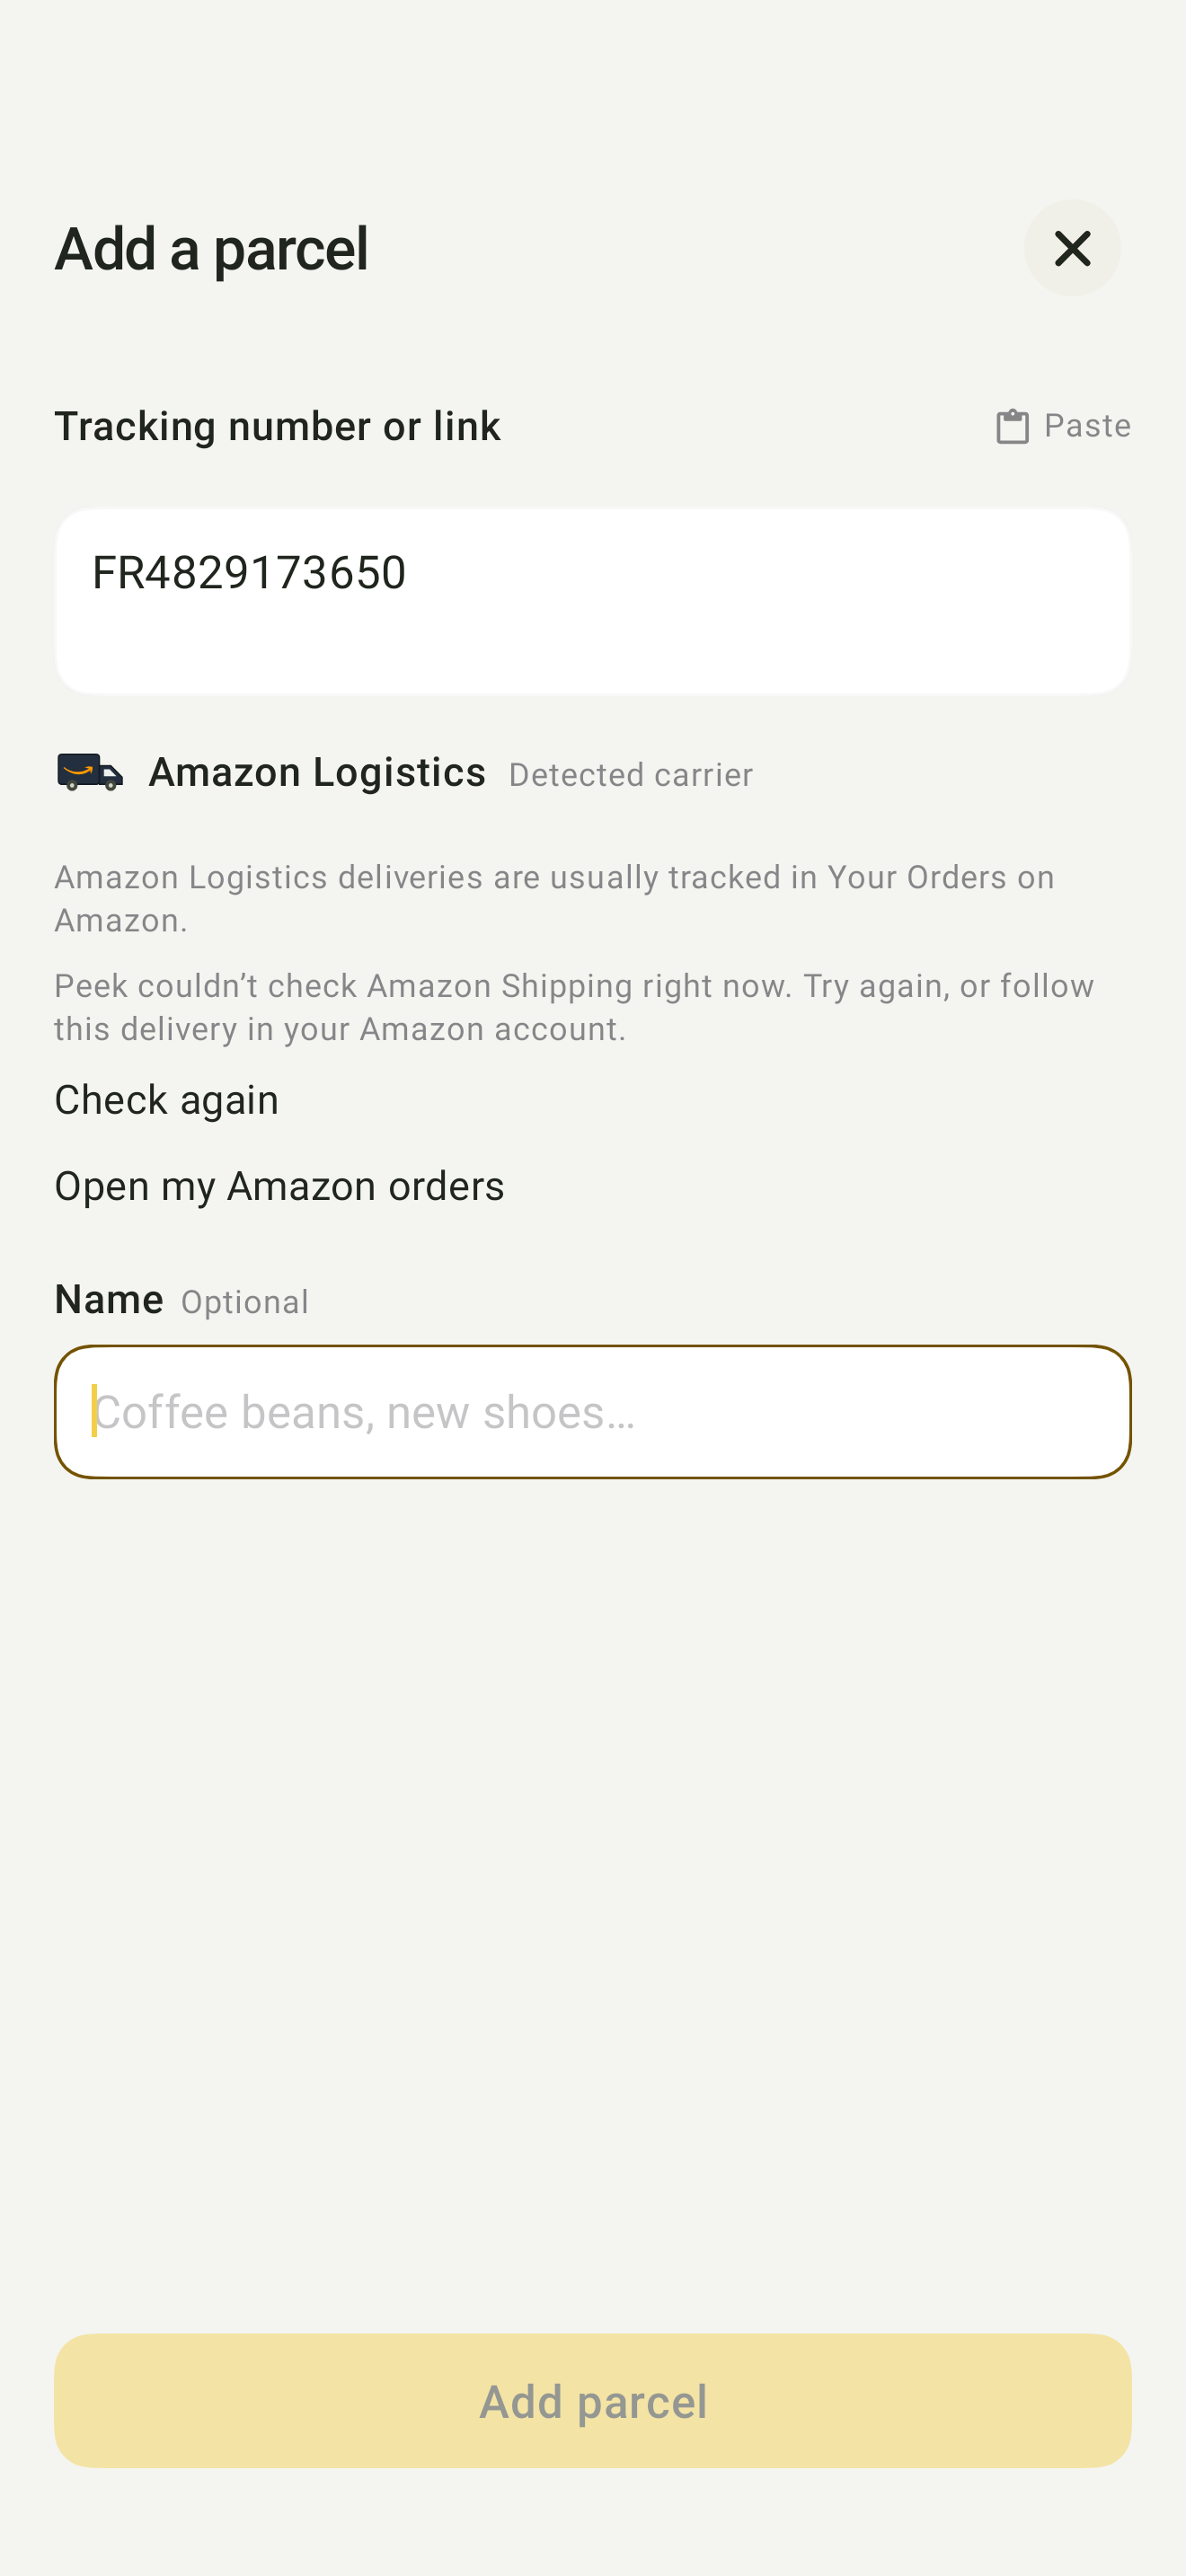 Add a parcel
Tracking number or link
Paste
FR4829173650
Amazon Logistics Detected carrier
Amazon Logistics deliveries are usually tracked in Your Orders on
Amazon.
Peek couldn’t check Amazon Shipping right now. Try again, or follow
this delivery in your Amazon account.
Check again
Open my Amazon orders
Name Optional
Coffee beans, new shoes…
Add parcel